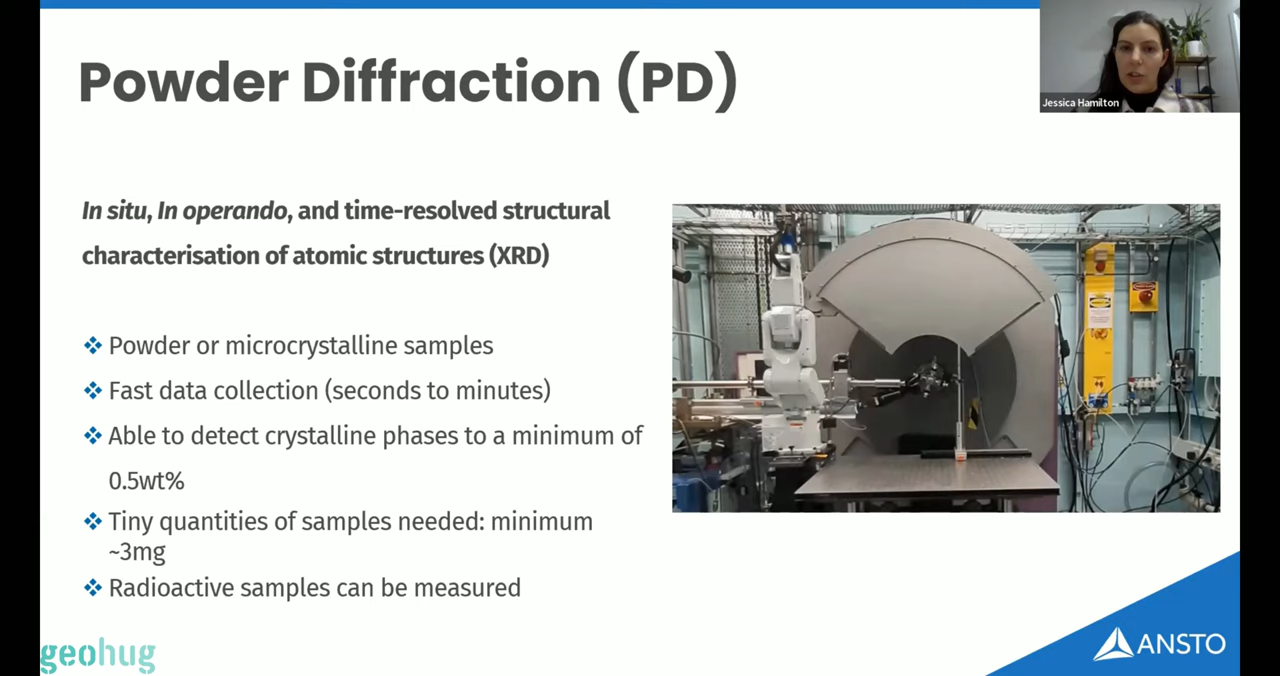 Powder Diffraction (PD)
Jessica Hamilton
In situ, In operando, and time-resolved structural
characterisation of atomic structures (XRD)
Powder or microcrystalline samples
Fast data collection (seconds to minutes)
Able to detect crystalline phases to a minimum of
0.5wt%
Tiny quantities of samples needed: minimum
~3mg
Radioactive samples can be measured
geohug
ANSTO